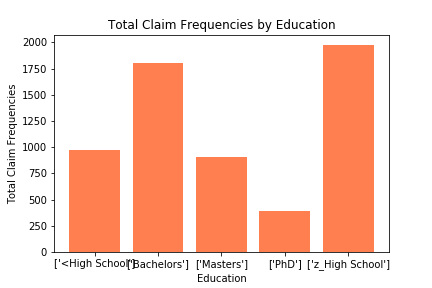 Total Claim Frequencies by Education
Total Claim Frequencies
2000
1750
1500
1250
1000
750
500
250
0
['<High School'] ['Bachelors'] ['Masters'] ['PhD'] ['z_High School']
Education